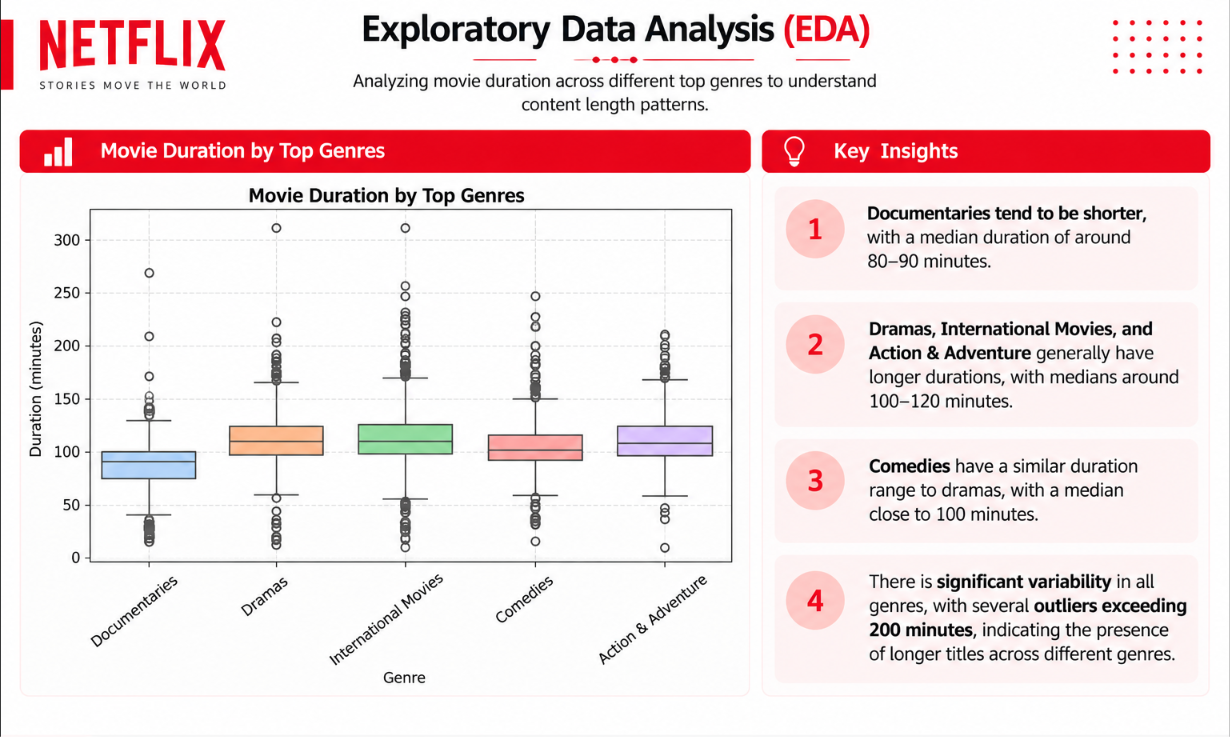 NETFLIX
STORIES MOVE THE WORLD
Exploratory Data Analysis (EDA)
Analyzing movie duration across different top genres to understand
content length patterns.
Movie Duration by Top Genres
Movie Duration by Top Genres
Duration (minutes)
300
250
200
150
100
50
0
Documentaries
Dramas
International Movies
Comedies
Action & Adventure
Genre
Key Insights
1
Documentaries tend to be shorter,
with a median duration of around
80–90 minutes.
2
Dramas, International Movies, and
Action & Adventure generally have
longer durations, with medians around
100–120 minutes.
3
Comedies have a similar duration
range to dramas, with a median
close to 100 minutes.
4
There is significant variability in all
genres, with several outliers exceeding
200 minutes, indicating the presence
of longer titles across different genres.